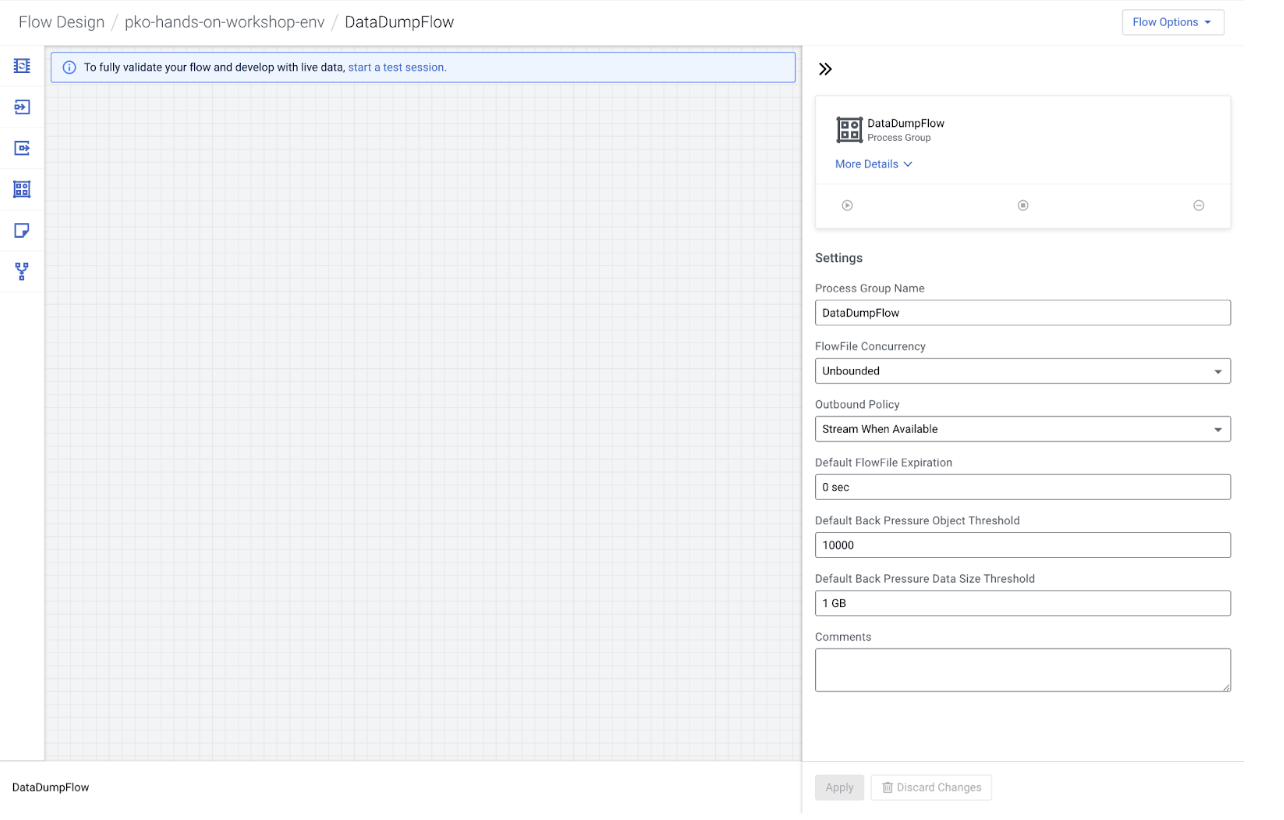 Flow Design / pko-hands-on-workshop-env / DataDumpFlow
Flow Options
To fully validate your flow and develop with live data, start a test session.
DataDumpFlow
Process Group
More Details
Settings
Process Group Name
DataDumpFlow
FlowFile Concurrency
Unbounded
Outbound Policy
Stream When Available
Default FlowFile Expiration
0 sec
Default Back Pressure Object Threshold
10000
Default Back Pressure Data Size Threshold
1 GB
Comments
DataDumpFlow
Apply
Discard Changes